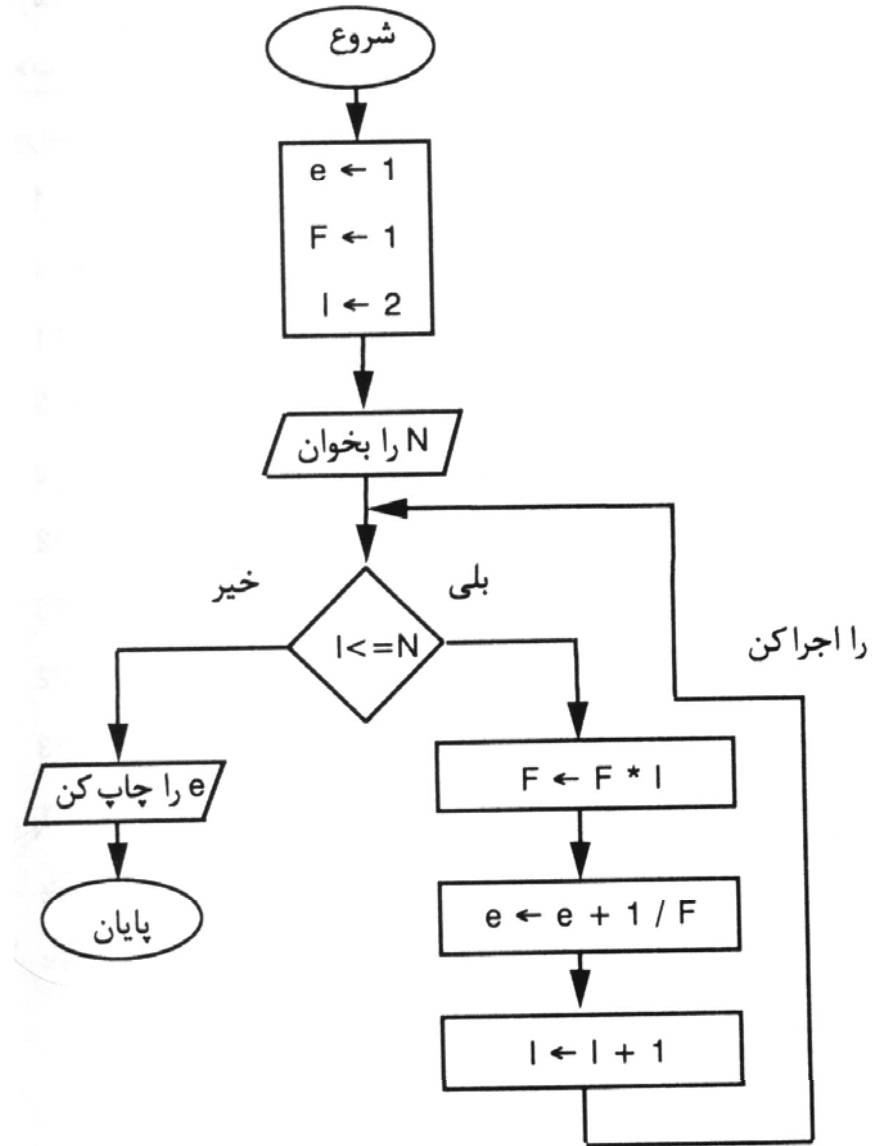 شروع
e ← 1
F ← 1
I ← 2
N را بخوان
خیر
بلی
I<=N
را اجرا کن
e را چاپ کن
F ← F * I
پایان
e ← e + 1 / F
I ← I + 1